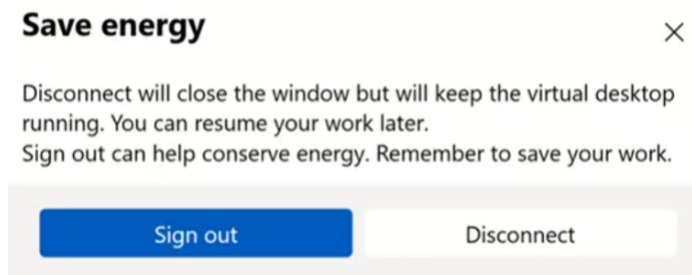 Save energy
Disconnect will close the window but will keep the virtual desktop
running. You can resume your work later.
Sign out can help conserve energy. Remember to save your work.
Sign out
Disconnect